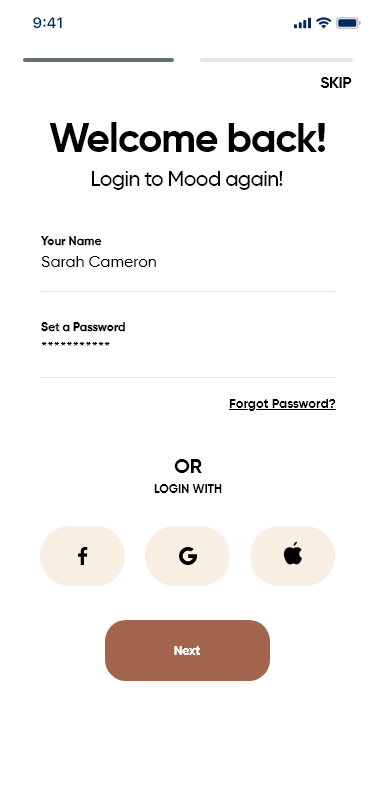 9:41
SKIP
Welcome back!
Login to Mood again!
Your Name
Sarah Cameron
Set a Password
***********
Forgot Password?
OR
LOGIN WITH
Next